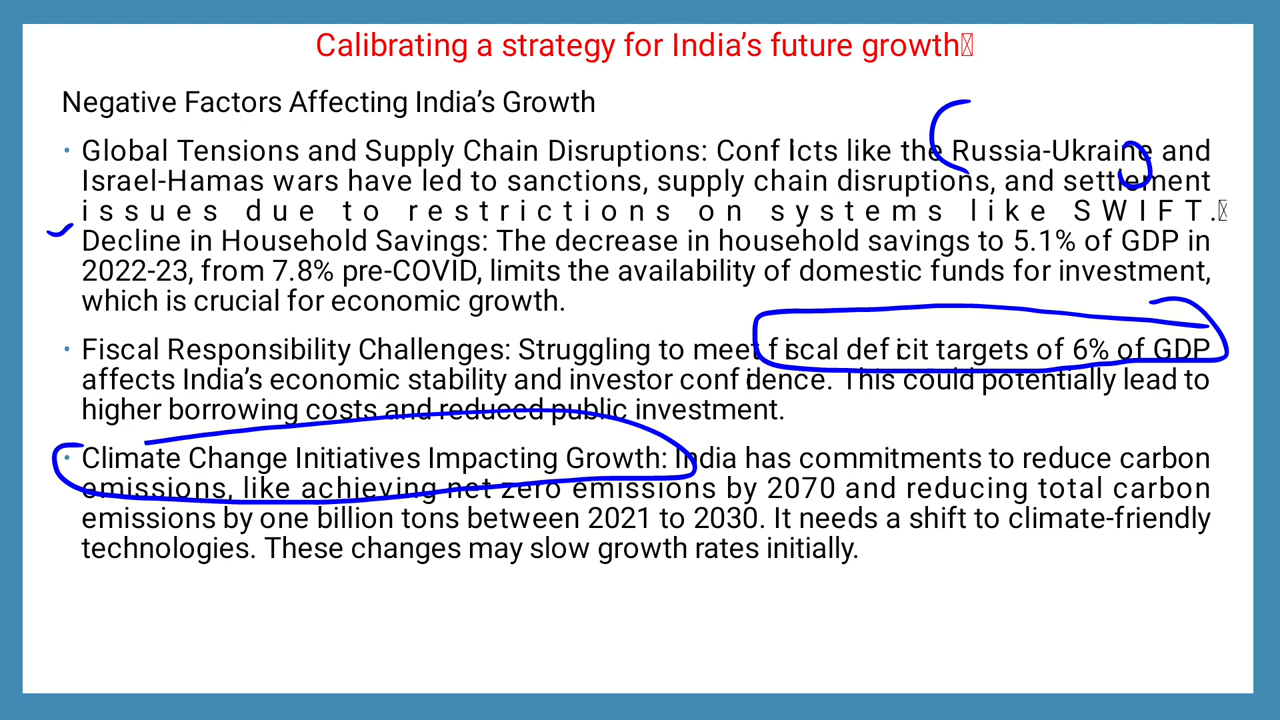 Calibrating a strategy for India’s future growth
Negative Factors Affecting India’s Growth
• Global Tensions and Supply Chain Disruptions: Conflicts like the Russia-Ukraine and
Israel-Hamas wars have led to sanctions, supply chain disruptions, and settlement
issues due to restrictions on systems like SWIFT.
Decline in Household Savings: The decrease in household savings to 5.1% of GDP in
2022-23, from 7.8% pre-COVID, limits the availability of domestic funds for investment,
which is crucial for economic growth.
• Fiscal Responsibility Challenges: Struggling to meet fiscal deficit targets of 6% of GDP
affects India’s economic stability and investor confidence. This could potentially lead to
higher borrowing costs and reduced public investment.
• Climate Change Initiatives Impacting Growth: India has commitments to reduce carbon
emissions, like achieving net zero emissions by 2070 and reducing total carbon
emissions by one billion tons between 2021 to 2030. It needs a shift to climate-friendly
technologies. These changes may slow growth rates initially.